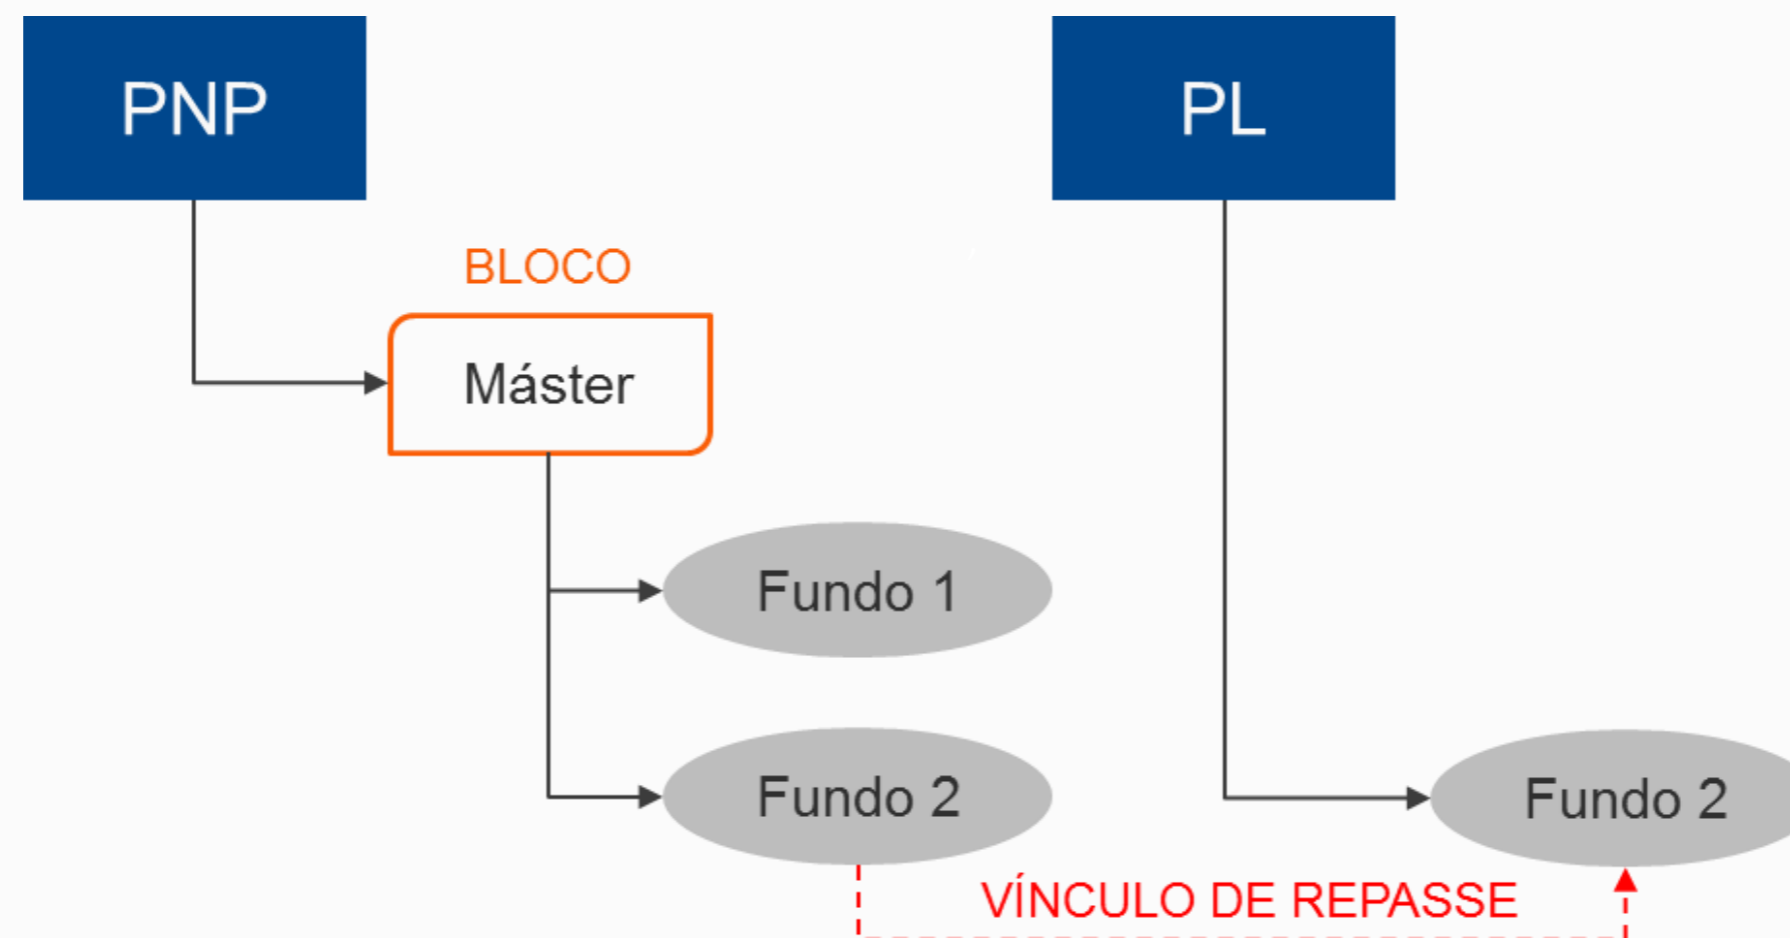 PNP
PL
BLOCO
Máster
Fundo 1
Fundo 2
Fundo 2
VÍNCULO DE REPASSE